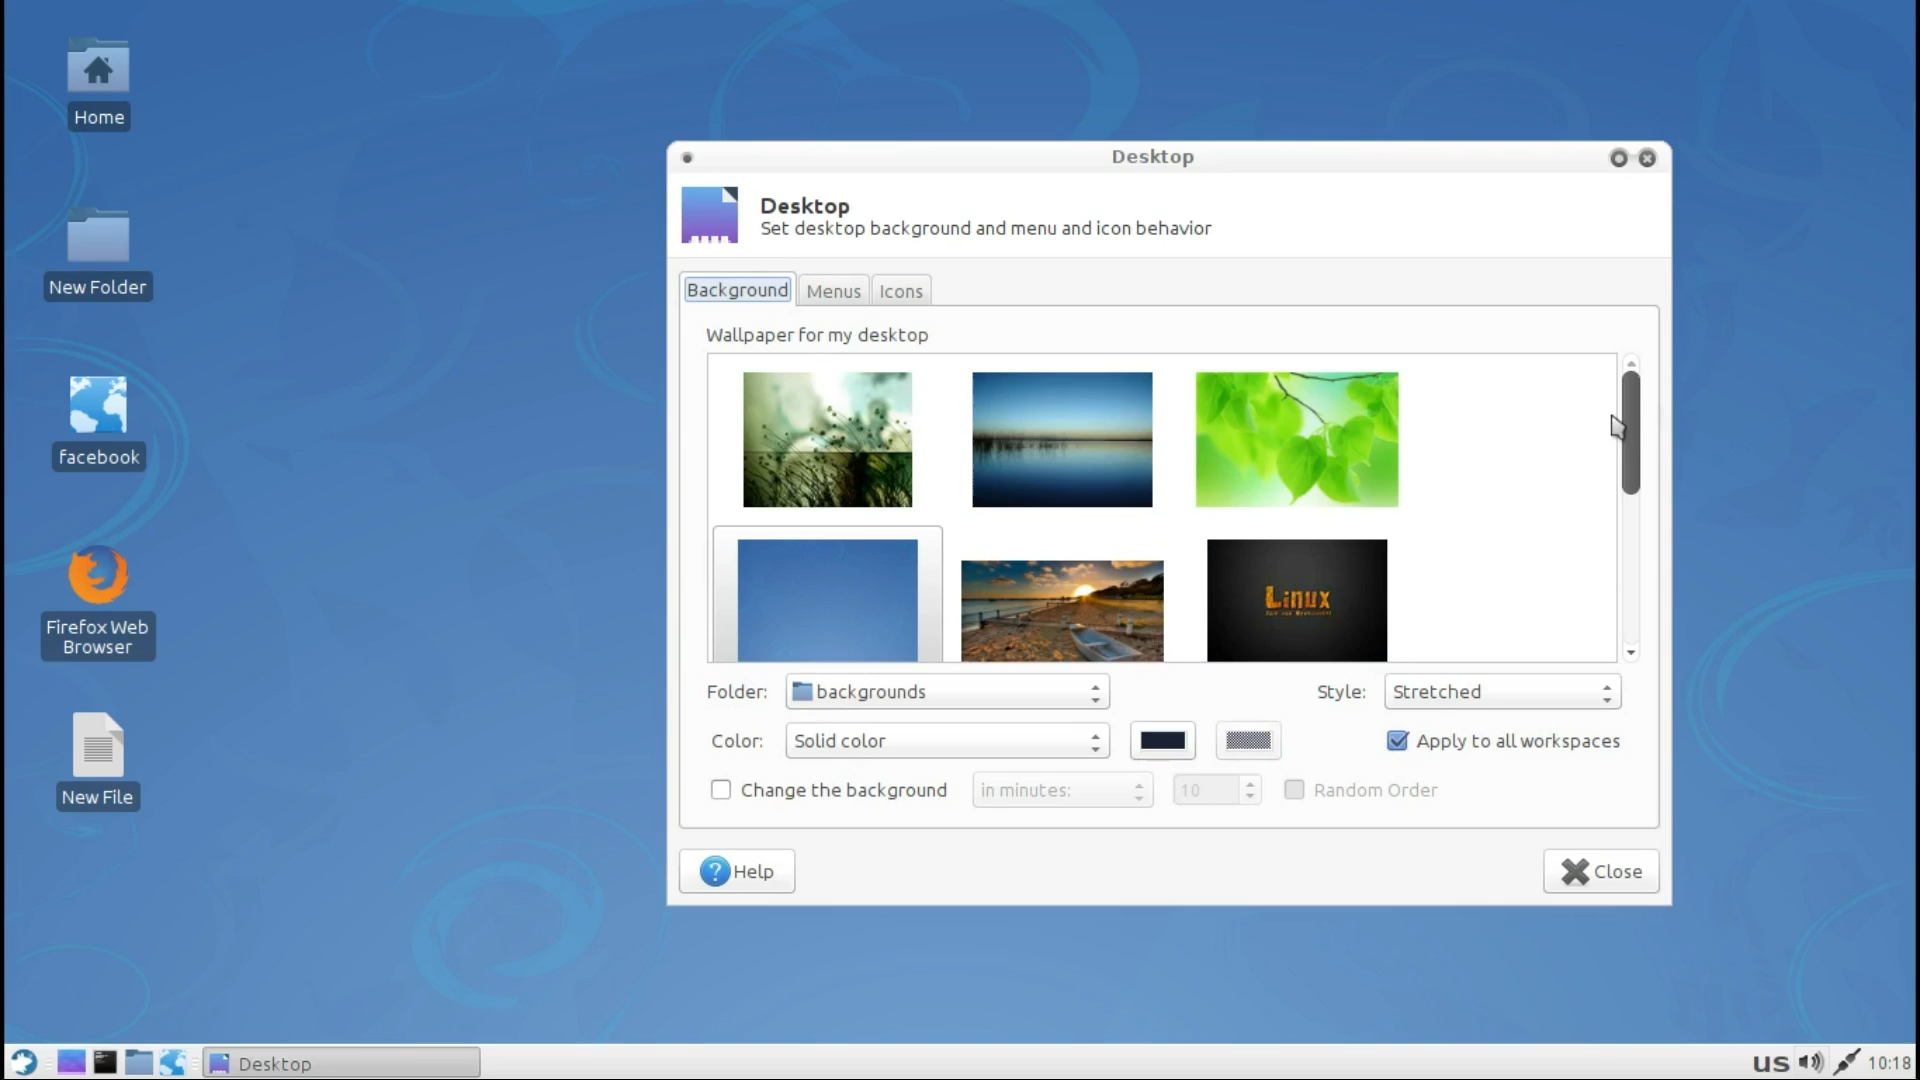 Home
New Folder
facebook
Firefox Web
Browser
New File
Desktop
Desktop
Set desktop background and menu and icon behavior
Background Menus Icons
Wallpaper for my desktop
Linux
Folder: backgrounds Style: Stretched
Color: Solid color Apply to all workspaces
Change the background in minutes: 10 Random Order
? Help Close
Desktop us 10:18